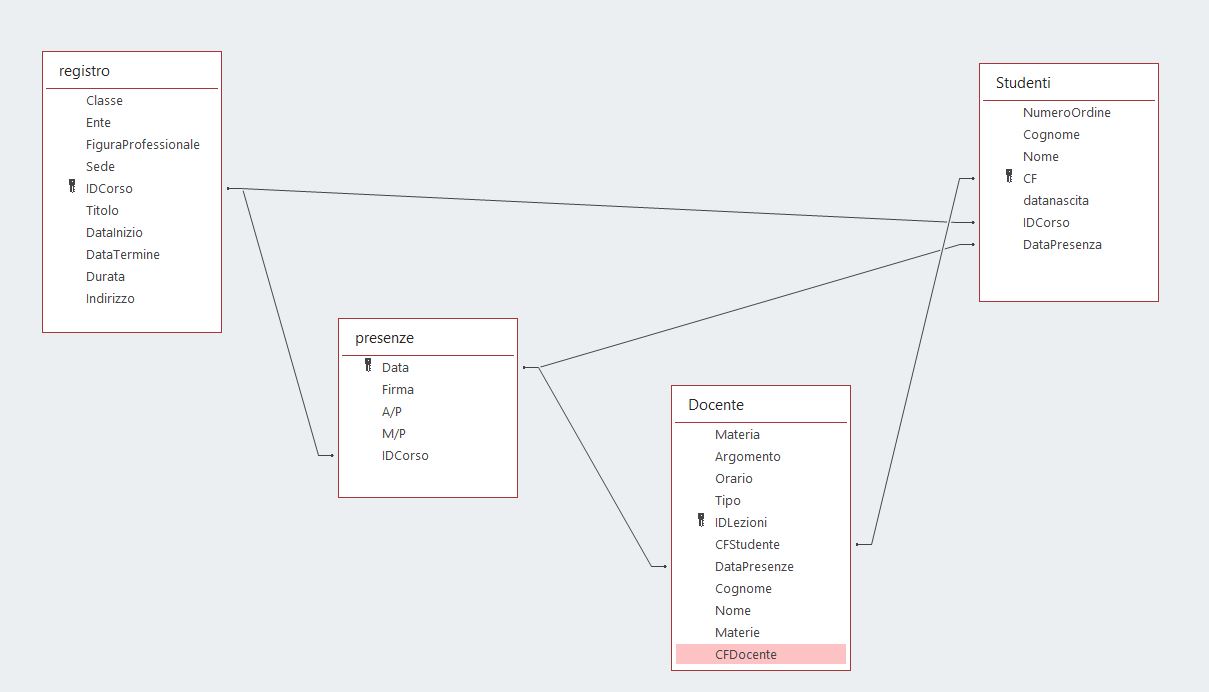 registro
Classe
Ente
FiguraProfessionale
Sede
IDCorso
Titolo
DataInizio
DataTermine
Durata
Indirizzo
presenze
Data
Firma
A/P
M/P
IDCorso
Docente
Materia
Argomento
Orario
Tipo
IDLezioni
CFStudente
DataPresenze
Cognome
Nome
Materie
CFDocente
Studenti
NumeroOrdine
Cognome
Nome
CF
datanascita
IDCorso
DataPresenza